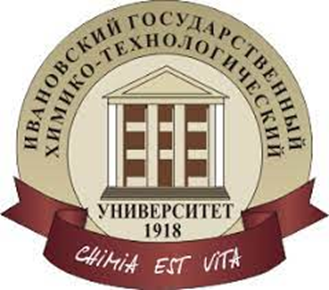 ИВАНОВСКИЙ ГОСУДАРСТВЕННЫЙ
ХИМИКО-ТЕХНОЛОГИЧЕСКИЙ
УНИВЕРСИТЕТ
1918
CHIMIA EST VITA